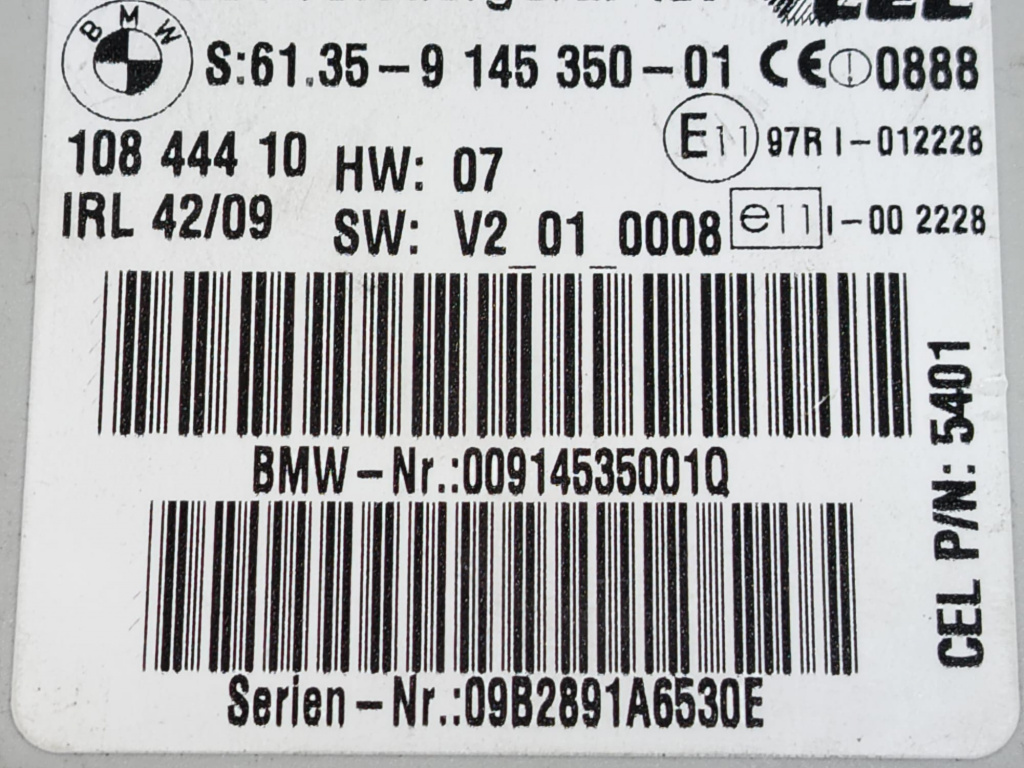 BMW
S:61.35-9 145 350-01 CE 0888
108 444 10 HW: 07 E11 97R I-012228
IRL 42/09 SW: V2_01_0008 e11 I-00 2228
BMW-Nr.:00914535001Q
Serien-Nr.:09B2891A6530E
CEL P/N: 5401